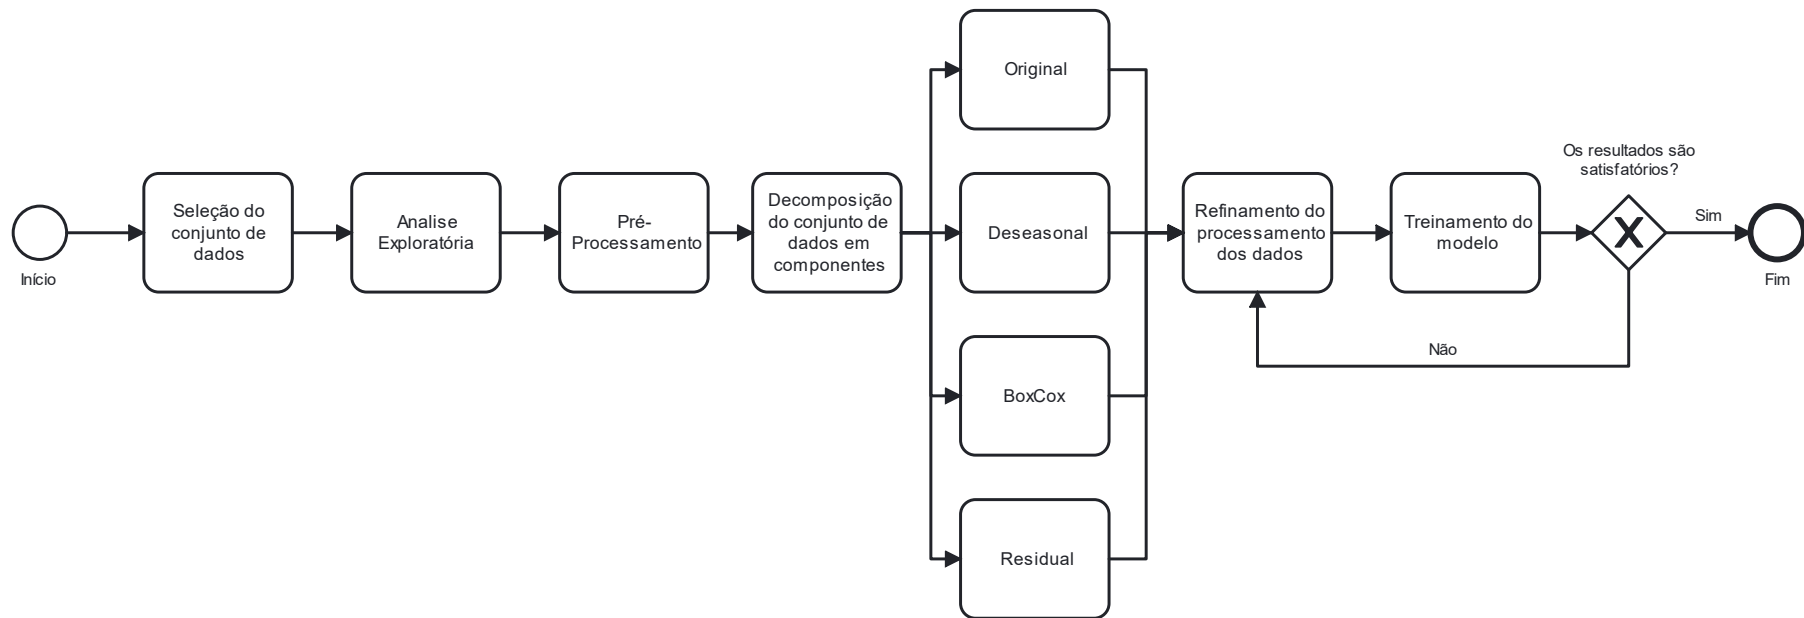 Início
Seleção do
conjunto de
dados
Analise
Exploratória
Pré-
Processamento
Decomposição
do conjunto de
dados em
componentes
Original
Deseasonal
BoxCox
Residual
Refinamento do
processamento
dos dados
Treinamento do
modelo
Os resultados são
satisfatórios?
Sim
Não
Fim